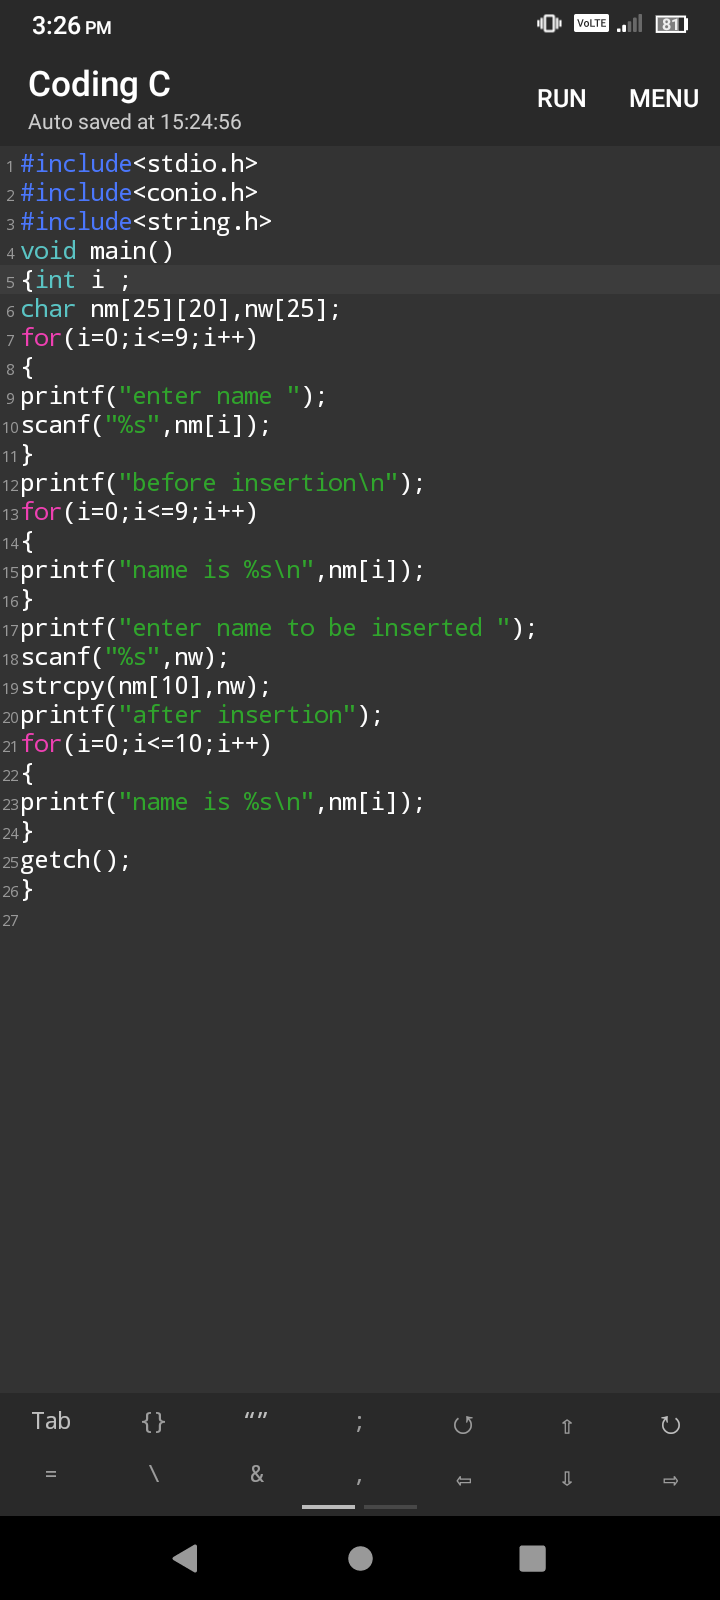 3:26 PM
VoLTE
81
Coding C
Auto saved at 15:24:56
RUN
MENU
1 #include<stdio.h>
2 #include<conio.h>
3 #include<string.h>
4 void main()
5 {int i ;
6 char nm[25][20],nw[25];
7 for(i=0;i<=9;i++)
8 {
9 printf("enter name ");
10 scanf("%s",nm[i]);
11 }
12 printf("before insertion\n");
13 for(i=0;i<=9;i++)
14 {
15 printf("name is %s\n",nm[i]);
16 }
17 printf("enter name to be inserted ");
18 scanf("%s",nw);
19 strcpy(nm[10],nw);
20 printf("after insertion");
21 for(i=0;i<=10;i++)
22 {
23 printf("name is %s\n",nm[i]);
24 }
25 getch();
26 }
27
Tab {} “” ; ↺ ⇧ ↻
= \ & , ⇦ ⇩ ⇨